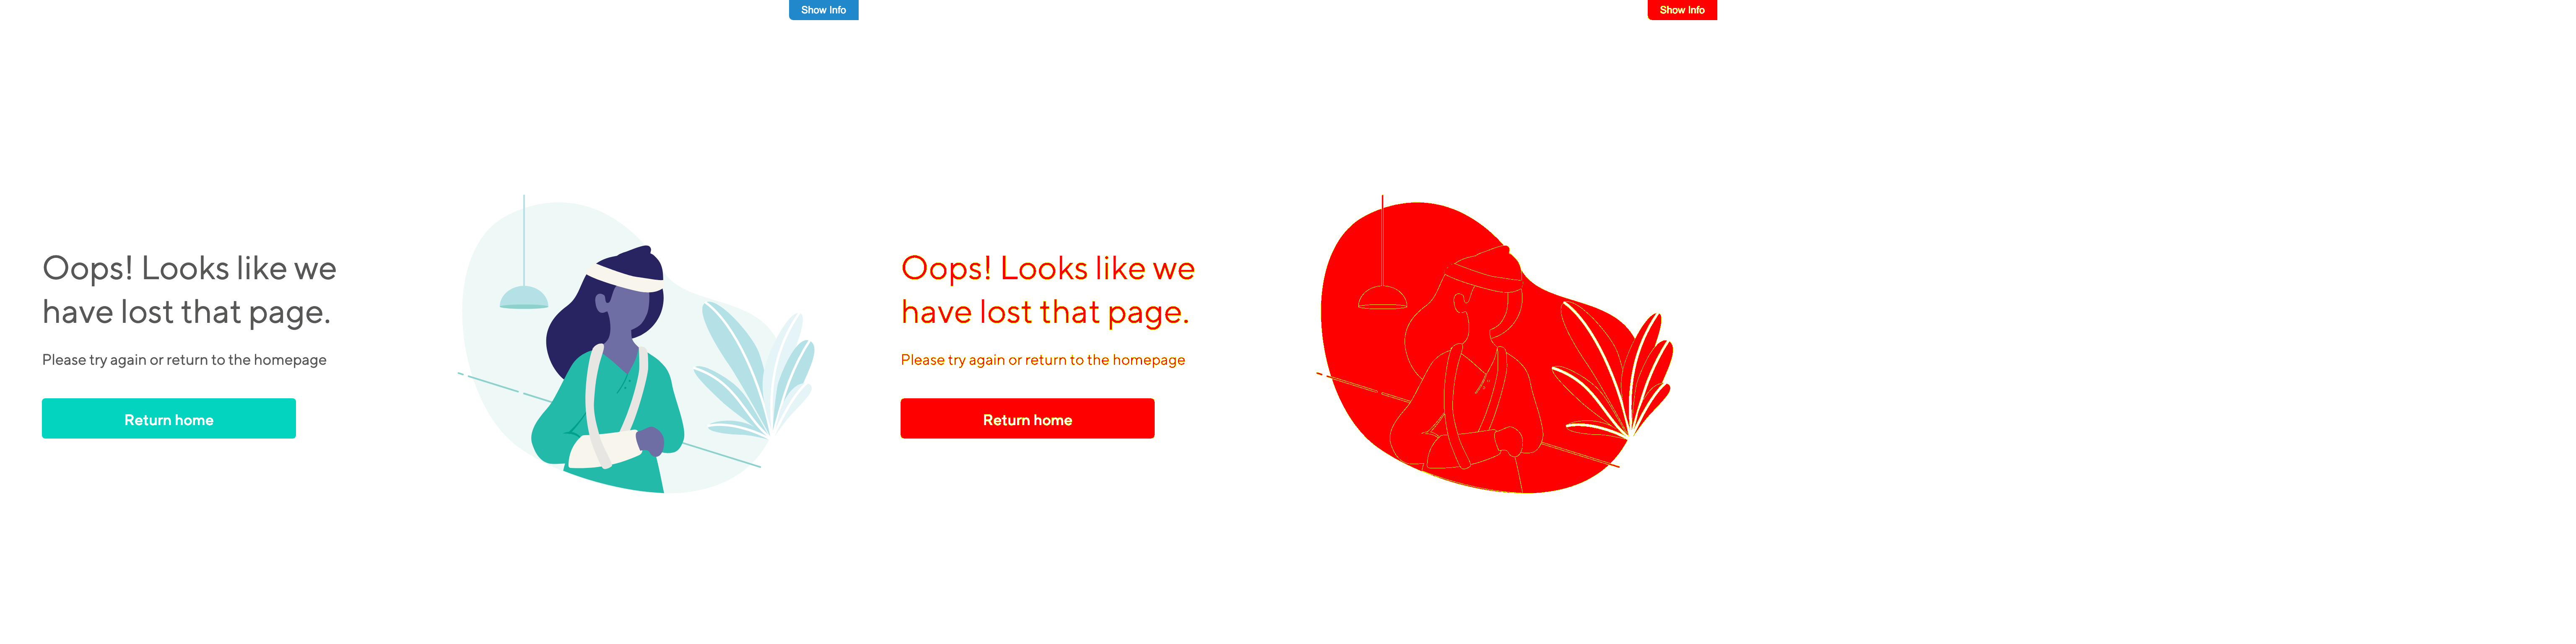 Show Info
Oops! Looks like we
have lost that page.
Please try again or return to the homepage
Return home
Show Info
Oops! Looks like we
have lost that page.
Please try again or return to the homepage
Return home